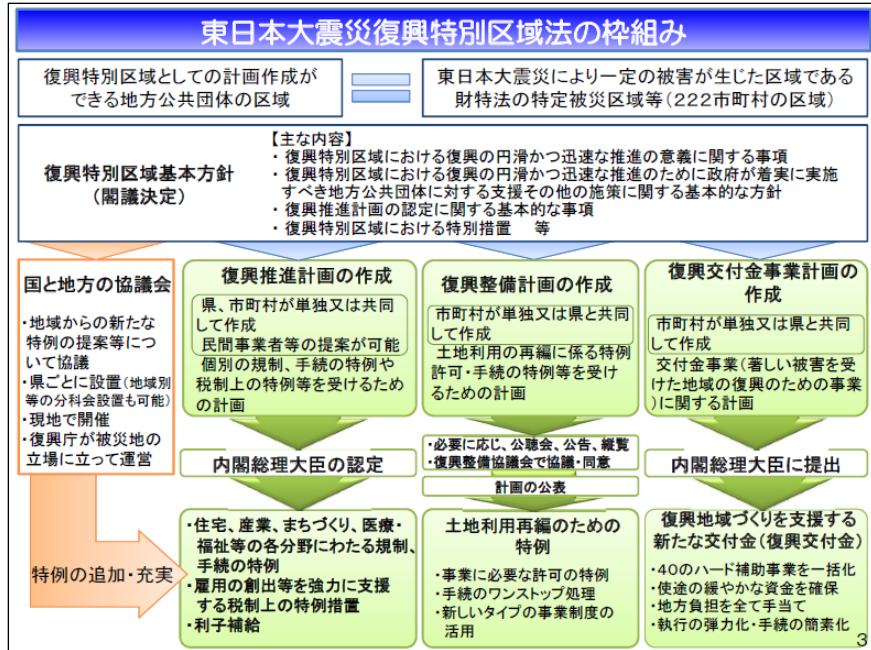 東日本大震災復興特別区域法の枠組み
復興特別区域としての計画作成が
できる地方公共団体の区域
東日本大震災により一定の被害が生じた区域である
財特法の特定被災区域等(222市町村の区域)
復興特別区域基本方針
(閣議決定)
【主な内容】
・復興特別区域における復興の円滑かつ迅速な推進の意義に関する事項
・復興特別区域における復興の円滑かつ迅速な推進のために政府が着実に実施
すべき地方公共団体に対する支援その他の施策に関する基本的な方針
・復興推進計画の認定に関する基本的な事項
・復興特別区域における特別措置 等
国と地方の協議会
・地域からの新たな
特例の提案等につ
いて協議
・県ごとに設置(地域別
等の分科会設置も可能)
・現地で開催
・復興庁が被災地の
立場に立って運営
特例の追加・充実
復興推進計画の作成
県、市町村が単独又は共同
して作成
民間事業者等の提案が可能
個別の規制、手続の特例や
税制上の特例等を受けるため
の計画
内閣総理大臣の認定
・住宅、産業、まちづくり、医療・
福祉等の各分野にわたる規制、
手続の特例
・雇用の創出等を強力に支援
する税制上の特例措置
・利子補給
復興整備計画の作成
市町村が単独又は県と共同
して作成
土地利用の再編に係る特例
許可・手続の特例等を受け
るための計画
・必要に応じ、公聴会、公告、縦覧
・復興整備協議会で協議・同意
計画の公表
土地利用再編のための
特例
・事業に必要な許可の特例
・手続のワンストップ処理
・新しいタイプの事業制度の
活用
復興交付金事業計画の
作成
市町村が単独又は県と共同
して作成
交付金事業(著しい被害を受
けた地域の復興のための事業
)に関する計画
内閣総理大臣に提出
復興地域づくりを支援する
新たな交付金(復興交付金)
・40のハード補助事業を一括化
・使途の緩やかな資金を確保
・地方負担を全て手当て
・執行の弾力化・手続の簡素化
3